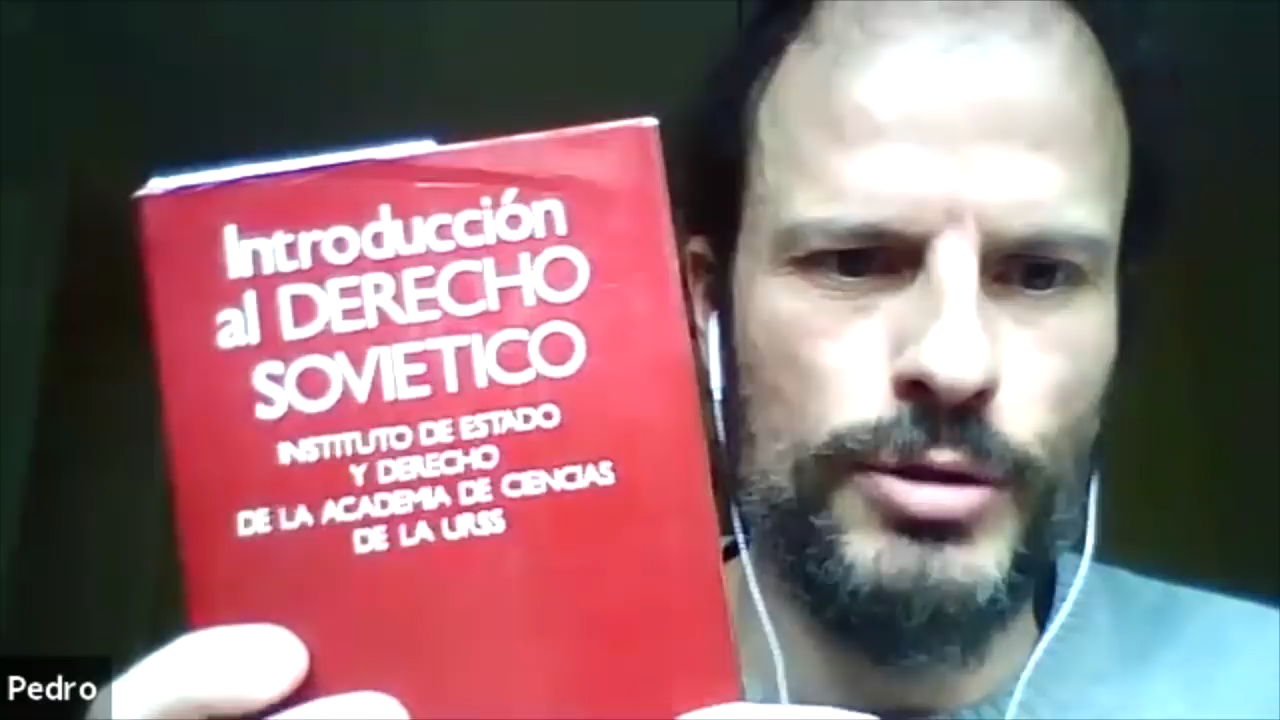 Introducción
al DERECHO
SOVIETICO
INSTITUTO DE ESTADO
Y DERECHO
DE LA ACADEMIA DE CIENCIAS
DE LA URSS
Pedro